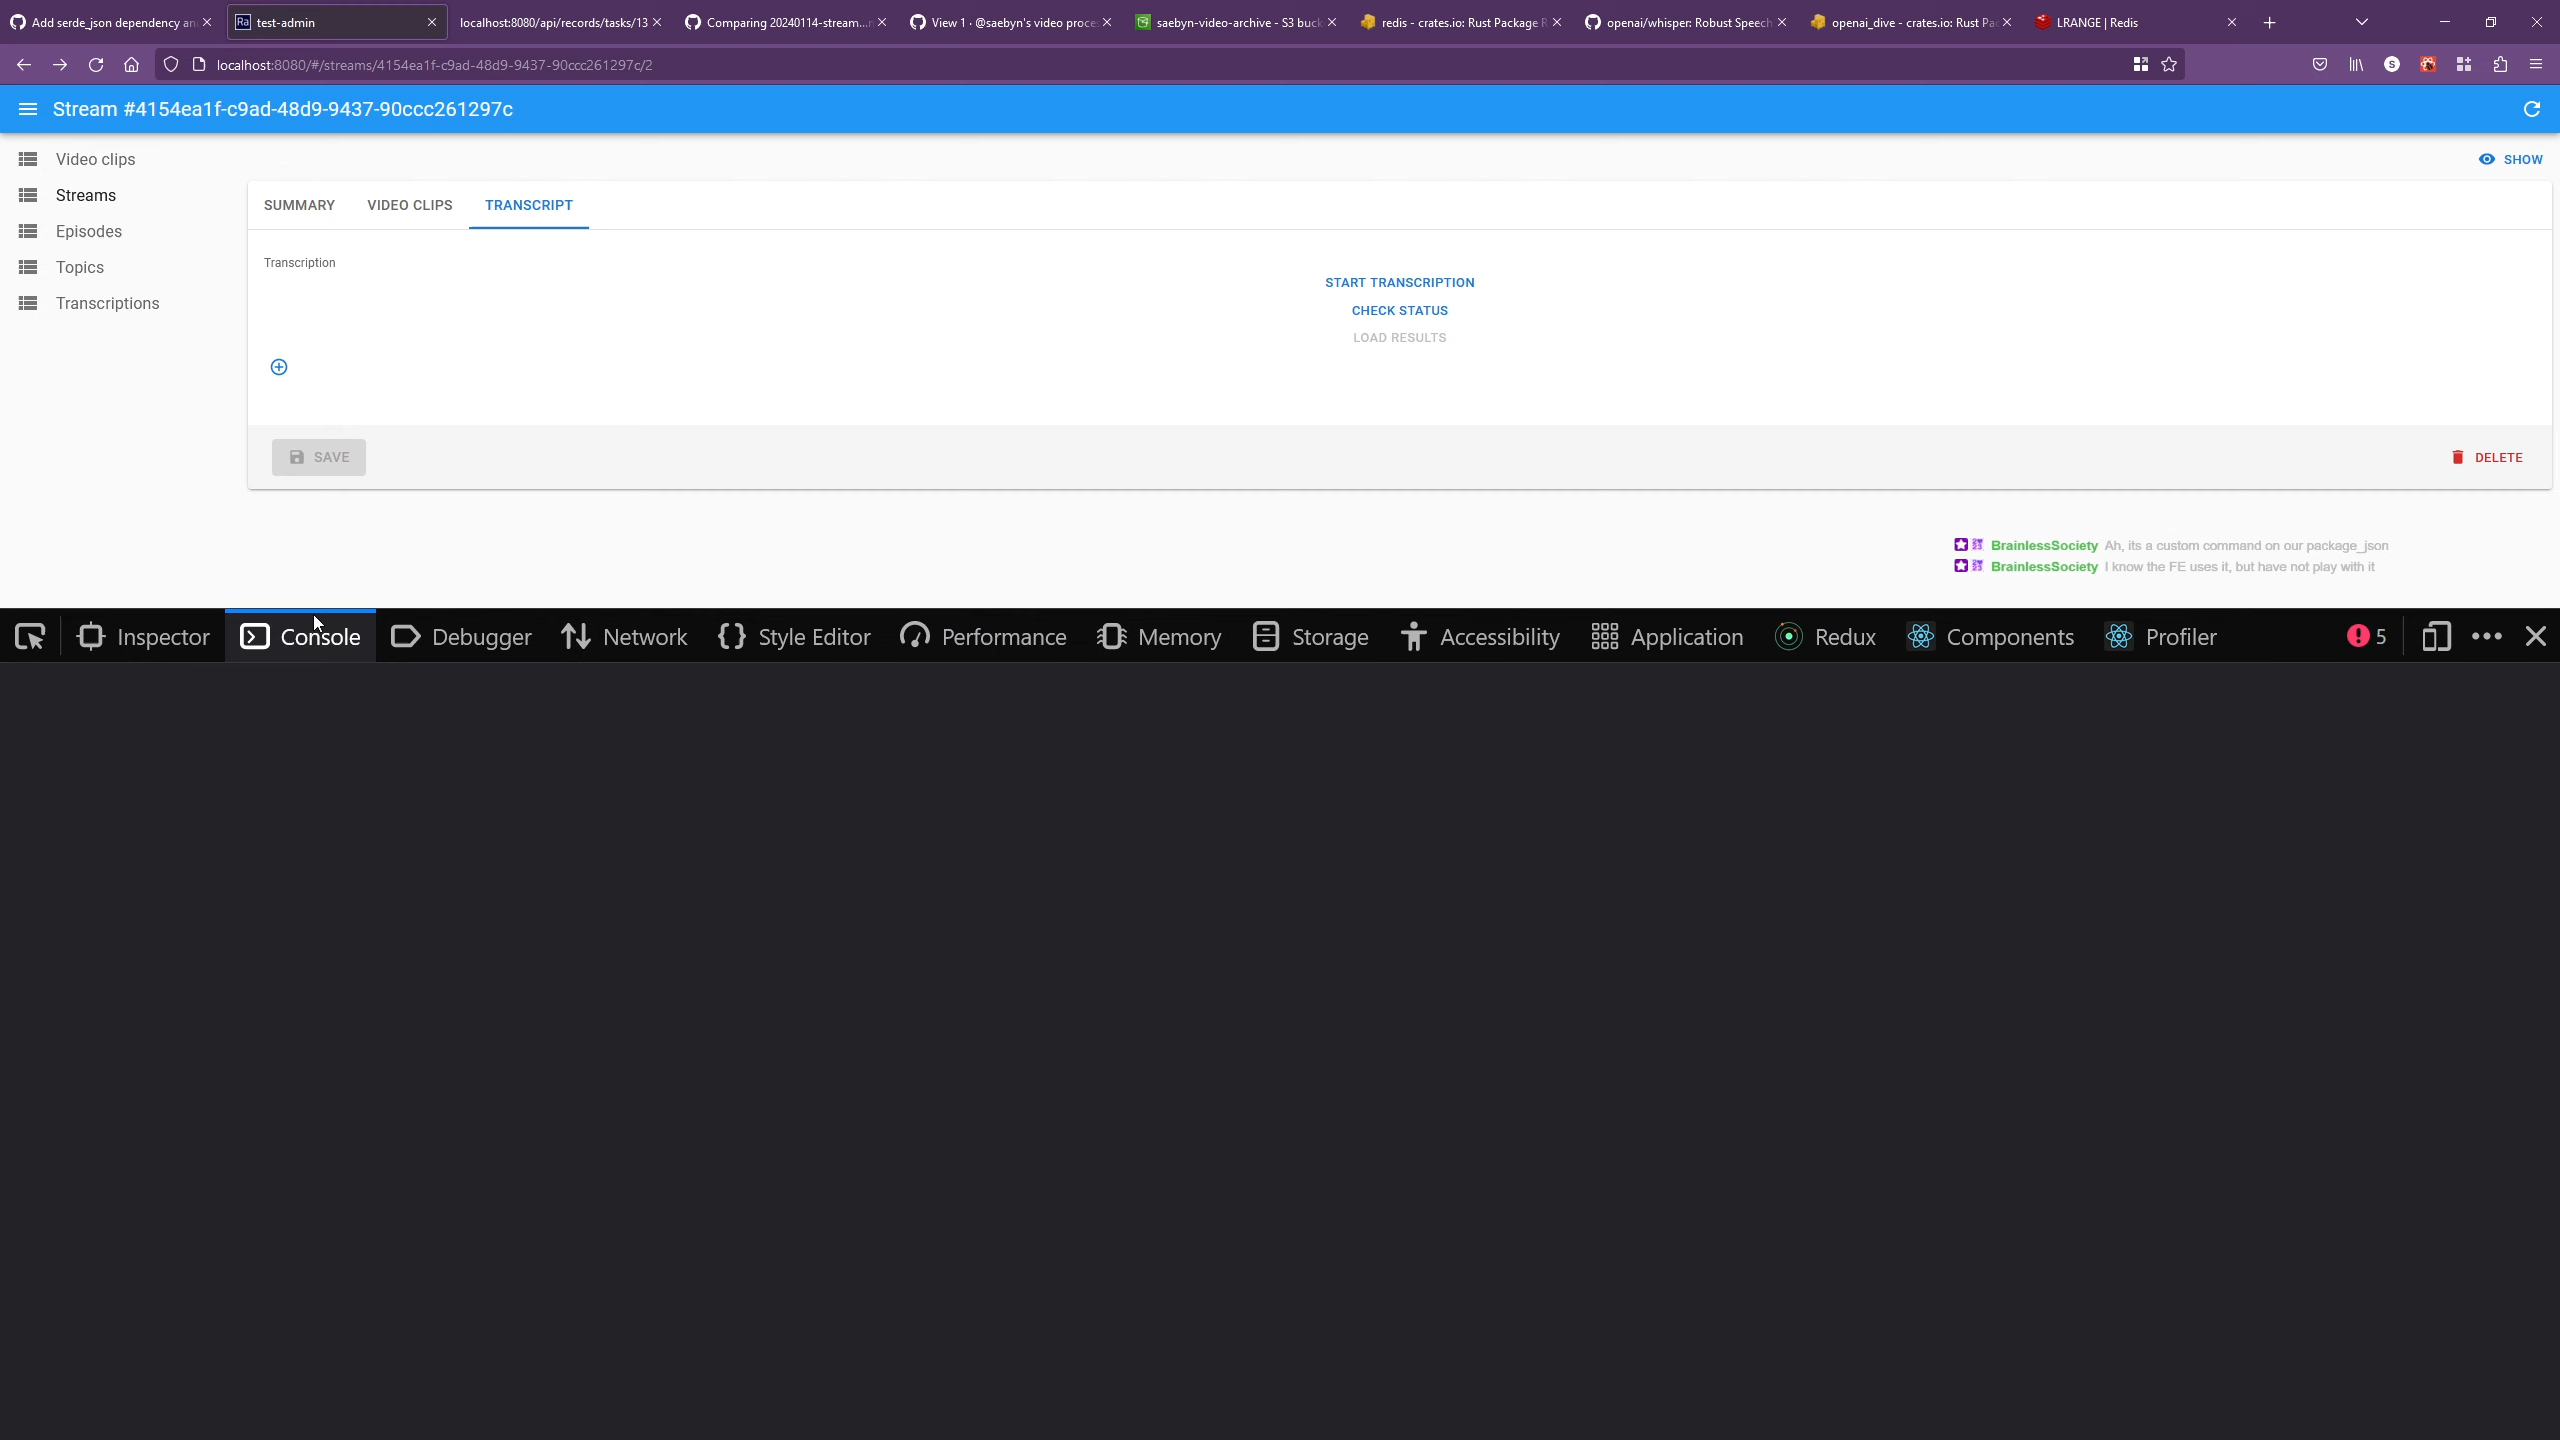 Add serde_json dependency an
test-admin
localhost:8080/api/records/tasks/13
Comparing 20240114-stream...
View 1 · @saebyn's video proce
saebyn-video-archive - S3 buck
redis - crates.io: Rust Package R
openai/whisper: Robust Speech
openai_dive - crates.io: Rust Pac
LRANGE | Redis
localhost:8080/#/streams/4154ea1f-c9ad-48d9-9437-90ccc261297c/2
Stream #4154ea1f-c9ad-48d9-9437-90ccc261297c
Video clips
Streams
Episodes
Topics
Transcriptions
SHOW
SUMMARY
VIDEO CLIPS
TRANSCRIPT
Transcription
START TRANSCRIPTION
CHECK STATUS
LOAD RESULTS
SAVE
DELETE
BrainlessSociety Ah, its a custom command on our package_json
BrainlessSociety I know the FE uses it, but have not play with it
Inspector
Console
Debugger
Network
Style Editor
Performance
Memory
Storage
Accessibility
Application
Redux
Components
Profiler
5